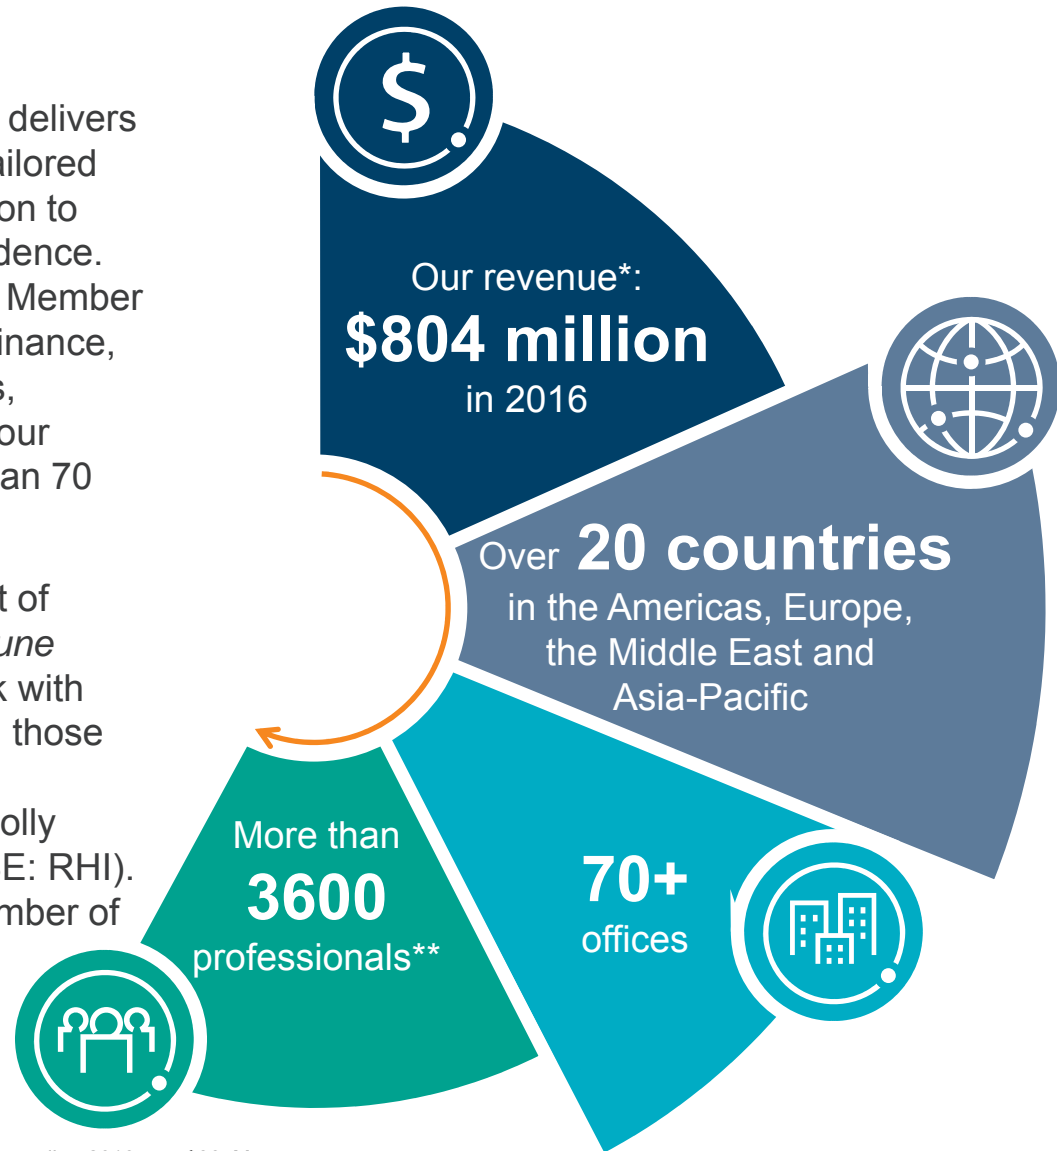 delivers
ailored
on to
dence.
Member
inance,
s,
our
an 70
t of
une
k with
those
olly
E: RHI).
mber of
$
Our revenue*:
$804 million
in 2016
Over 20 countries
in the Americas, Europe,
the Middle East and
Asia-Pacific
70+
offices
More than
3600
professionals**